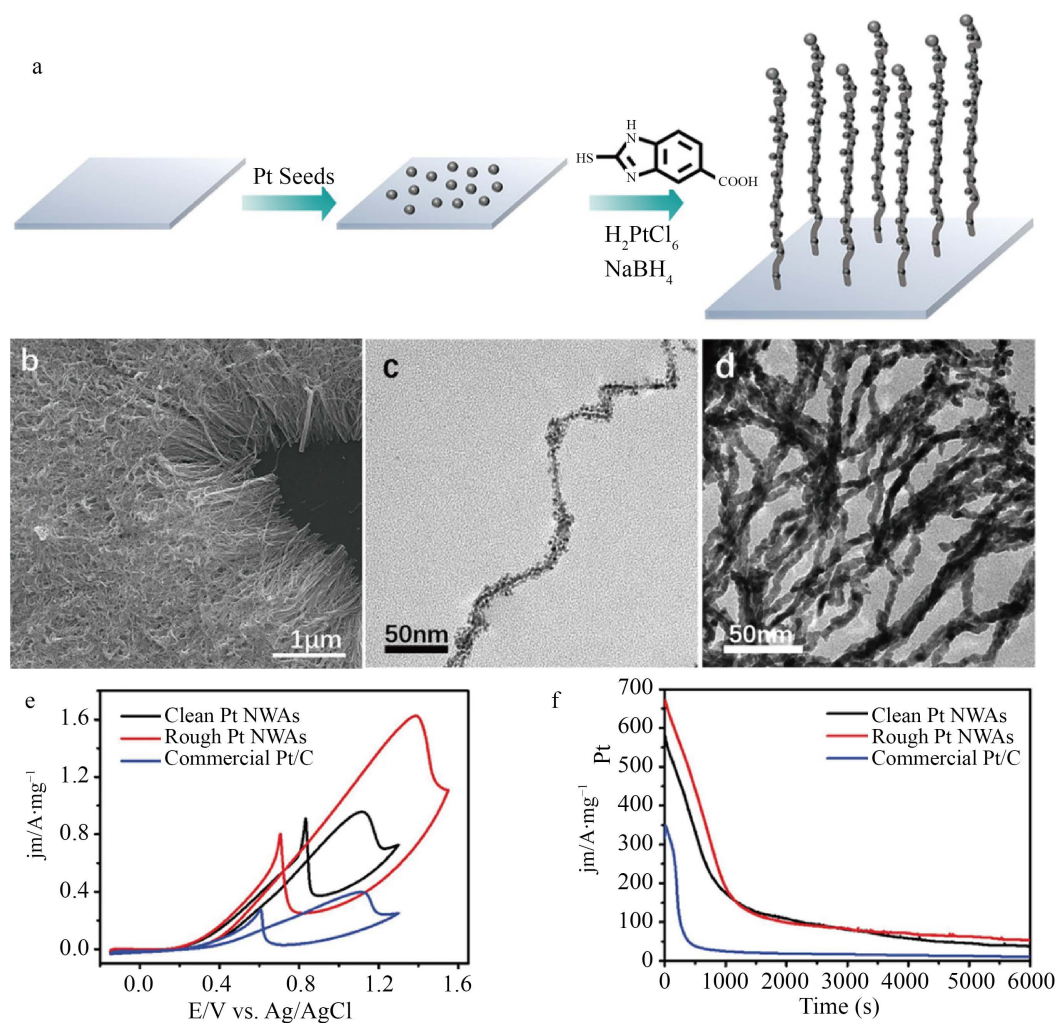 a
Pt Seeds
H
N
HS
N
COOH
H₂PtCl₆
NaBH₄
b
1μm
c
50nm
d
50nm
e
Clean Pt NWAs
Rough Pt NWAs
Commercial Pt/C
jm/A·mg⁻¹
1.6
1.2
0.8
0.4
0.0
0.0 0.4 0.8 1.2 1.6
E/V vs. Ag/AgCl
f
Clean Pt NWAs
Rough Pt NWAs
Commercial Pt/C
Pt
jm/A·mg⁻¹
700
600
500
400
300
200
100
0
0 1000 2000 3000 4000 5000 6000
Time (s)